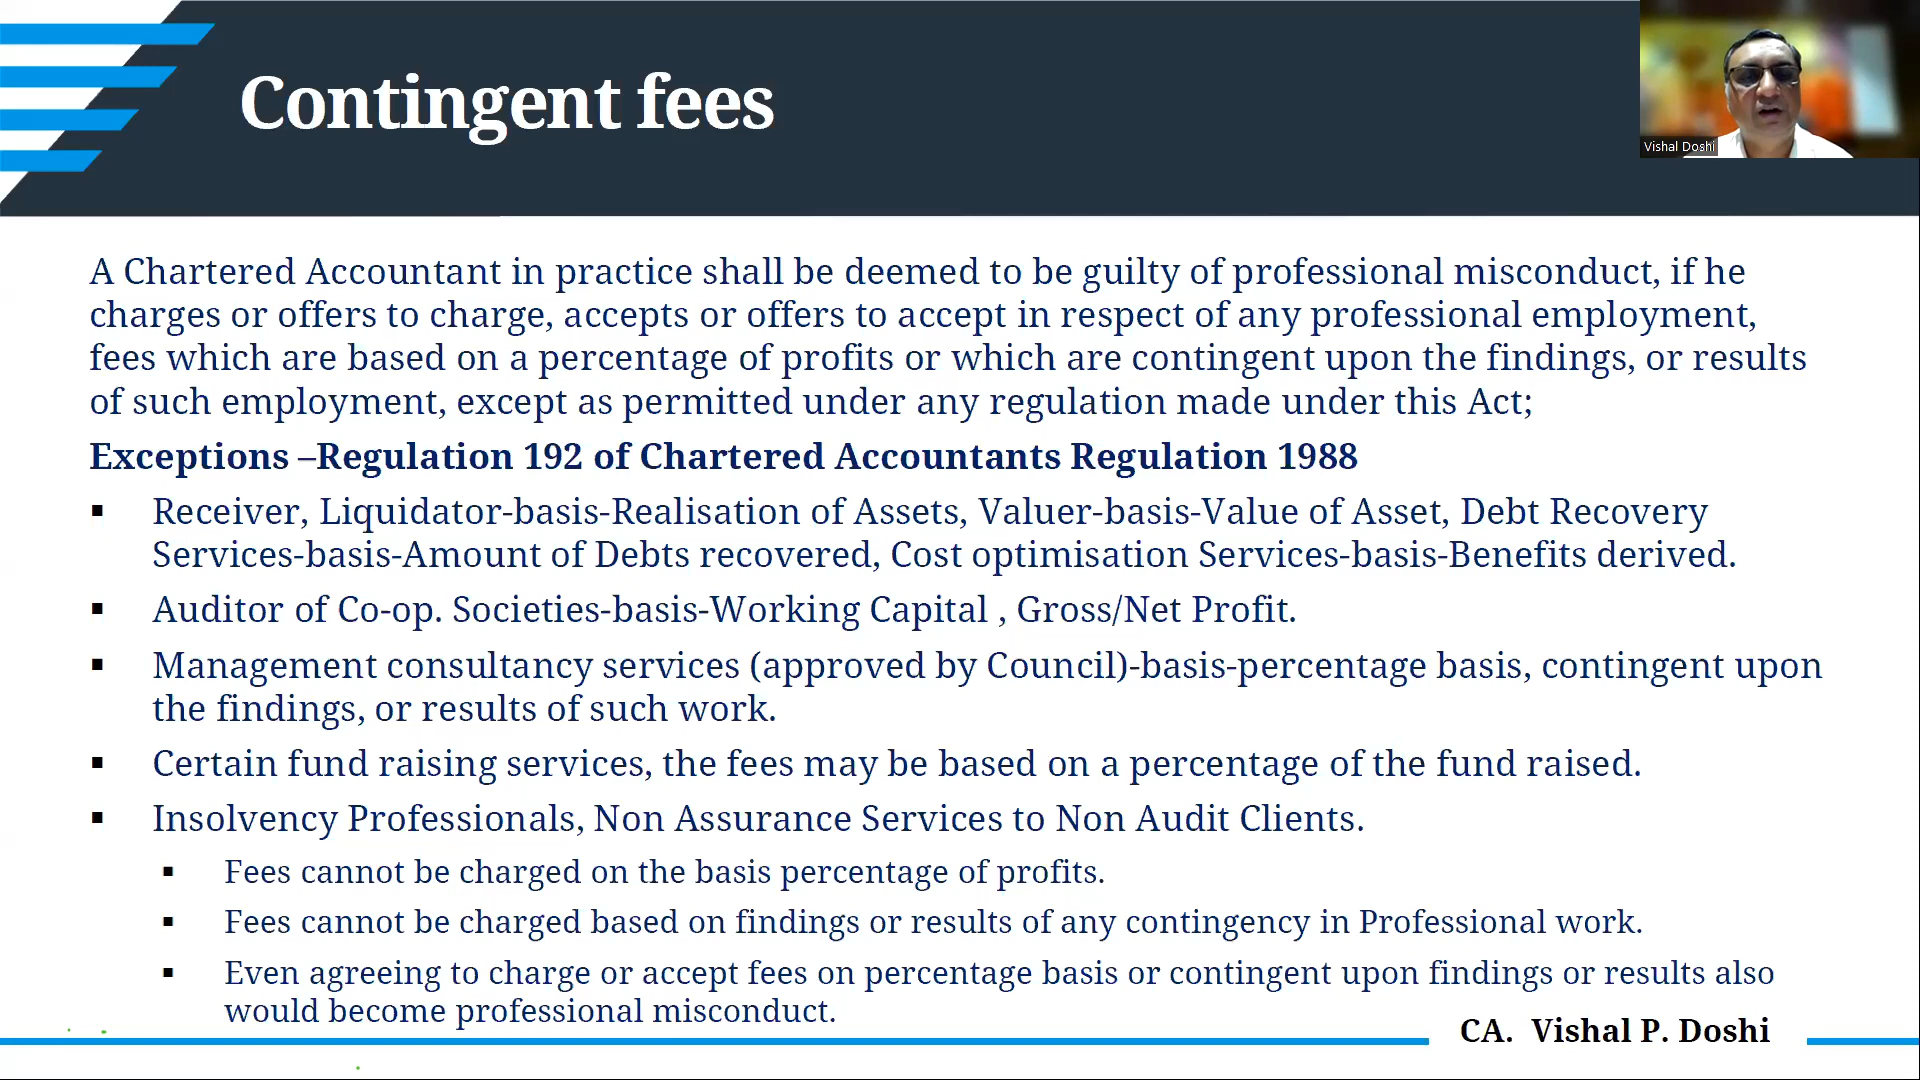 Contingent fees
Vishal Doshi
A Chartered Accountant in practice shall be deemed to be guilty of professional misconduct, if he
charges or offers to charge, accepts or offers to accept in respect of any professional employment,
fees which are based on a percentage of profits or which are contingent upon the findings, or results
of such employment, except as permitted under any regulation made under this Act;
Exceptions –Regulation 192 of Chartered Accountants Regulation 1988
▪ Receiver, Liquidator-basis-Realisation of Assets, Valuer-basis-Value of Asset, Debt Recovery
Services-basis-Amount of Debts recovered, Cost optimisation Services-basis-Benefits derived.
▪ Auditor of Co-op. Societies-basis-Working Capital , Gross/Net Profit.
▪ Management consultancy services (approved by Council)-basis-percentage basis, contingent upon
the findings, or results of such work.
▪ Certain fund raising services, the fees may be based on a percentage of the fund raised.
▪ Insolvency Professionals, Non Assurance Services to Non Audit Clients.
▪ Fees cannot be charged on the basis percentage of profits.
▪ Fees cannot be charged based on findings or results of any contingency in Professional work.
▪ Even agreeing to charge or accept fees on percentage basis or contingent upon findings or results also
would become professional misconduct.
CA. Vishal P. Doshi